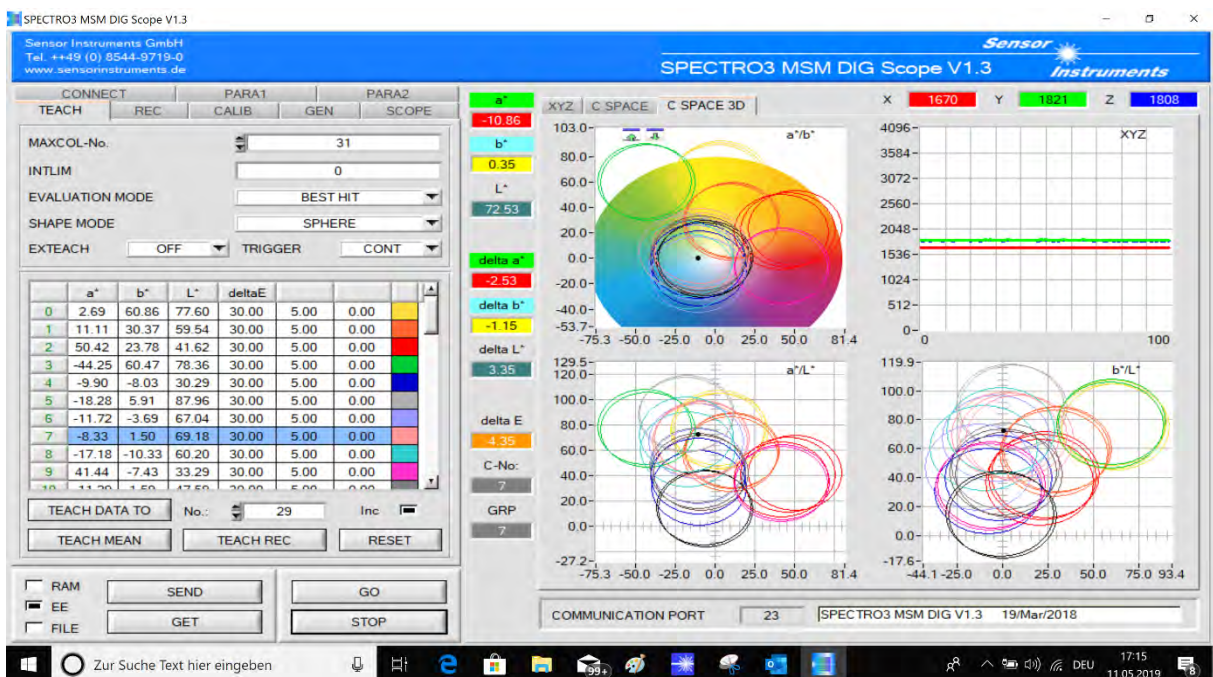 SPECTRO3 MSM DIG Scope V1.3
Sensor Instruments GmbH
Tel. ++49 (0) 8544-9719-0
www.sensorinstruments.de
SPECTRO3 MSM DIG Scope V1.3
Sensor
Instruments
CONNECT PARA1 PARA2
TEACH REC CALIB GEN SCOPE
MAXCOL-No. 31
INTLIM 0
EVALUATION MODE BEST HIT
SHAPE MODE SPHERE
EXTEACH OFF TRIGGER CONT
a* b* L* deltaE
0 2.69 60.86 77.60 30.00 5.00 0.00
1 11.11 30.37 59.54 30.00 5.00 0.00
2 50.42 23.78 41.62 30.00 5.00 0.00
3 -44.25 60.47 78.36 30.00 5.00 0.00
4 -9.90 -8.03 30.29 30.00 5.00 0.00
5 -18.28 5.91 87.96 30.00 5.00 0.00
6 -11.72 -3.69 67.04 30.00 5.00 0.00
7 -8.33 1.50 69.18 30.00 5.00 0.00
8 -17.18 -10.33 60.20 30.00 5.00 0.00
9 41.44 -7.43 33.29 30.00 5.00 0.00
TEACH DATA TO No.: 29 Inc
TEACH MEAN TEACH REC RESET
RAM
EE
FILE
SEND GO
GET STOP
a*
-10.86
b*
0.35
L*
72.53
delta a*
-2.53
delta b*
-1.15
delta L*
3.35
delta E
4.35
C-No:
7
GRP
7
XYZ C SPACE C SPACE 3D
X 1670 Y 1821 Z 1808
a*/b*
103.0-
80.0-
60.0-
40.0-
20.0-
0.0-
-20.0-
-40.0-
-53.7-
-75.3 -50.0 -25.0 0.0 25.0 50.0 81.4
XYZ
4096-
3584-
3072-
2560-
2048-
1536-
1024-
512-
0-
0 100
a*/L*
129.5-
120.0-
100.0-
80.0-
60.0-
40.0-
20.0-
0.0-
-27.2-
-75.3 -50.0 -25.0 0.0 25.0 50.0 81.4
b*/L*
119.9-
100.0-
80.0-
60.0-
40.0-
20.0-
0.0-
-17.6-
-44.1 -25.0 0.0 25.0 50.0 75.0 93.4
COMMUNICATION PORT 23 SPECTRO3 MSM DIG V1.3 19/Mar/2018
Zur Suche Text hier eingeben
99+
DEU
17:15
11.05.2019
8